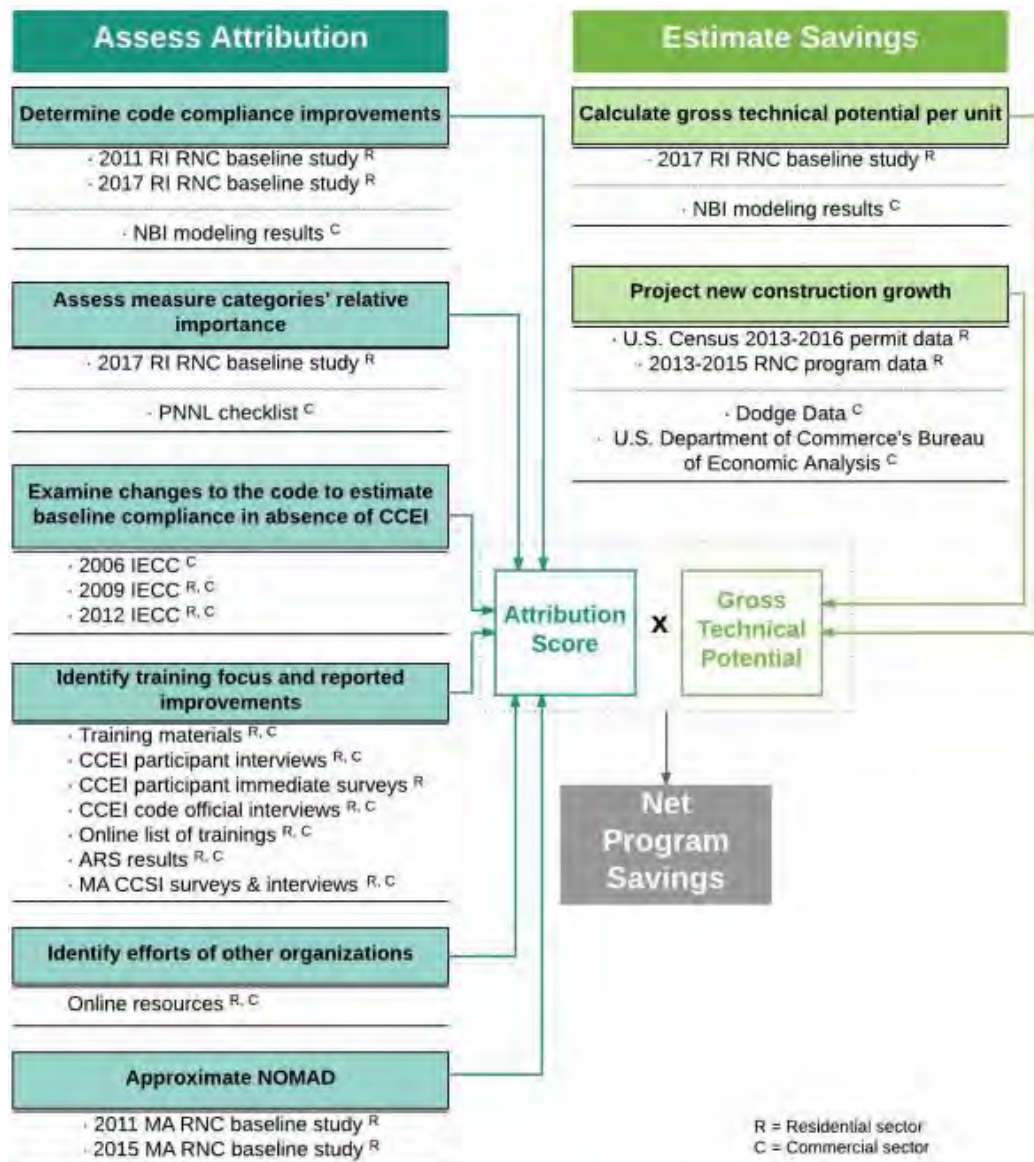 Assess Attribution
Determine code compliance improvements
· 2011 RI RNC baseline study R
· 2017 RI RNC baseline study R
· NBI modeling results C
Assess measure categories' relative
importance
· 2017 RI RNC baseline study R
· PNNL checklist C
Examine changes to the code to estimate
baseline compliance in absence of CCEI
· 2006 IECC C
· 2009 IECC R, C
· 2012 IECC R, C
Identify training focus and reported
improvements
· Training materials R, C
· CCEI participant interviews R, C
· CCEI participant immediate surveys R
· CCEI code official interviews R, C
· Online list of trainings R, C
· ARS results R, C
· MA CCSI surveys & interviews R, C
Identify efforts of other organizations
Online resources R, C
Approximate NOMAD
· 2011 MA RNC baseline study R
· 2015 MA RNC baseline study R
Estimate Savings
Calculate gross technical potential per unit
· 2017 RI RNC baseline study R
· NBI modeling results C
Project new construction growth
· U.S. Census 2013-2016 permit data R
· 2013-2015 RNC program data R
· Dodge Data C
· U.S. Department of Commerce's Bureau
of Economic Analysis C
Attribution
Score
x
Gross
Technical
Potential
Net
Program
Savings
R = Residential sector
C = Commercial sector